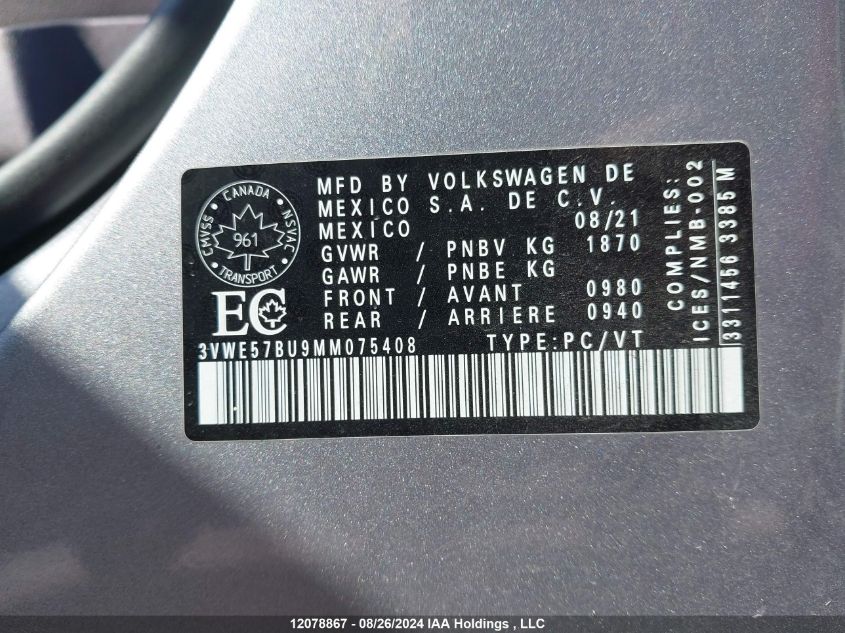 CANADA
CMVSS NSVAC
961
TRANSPORT
EC
MFD BY VOLKSWAGEN DE
MEXICO S.A. DE C.V.
MEXICO 08/21
GVWR / PNBV KG 1870
GAWR / PNBE KG
FRONT / AVANT 0980
REAR / ARRIERE 0940
3VWE57BU9MM075408 TYPE:PC/VT
COMPLIES:
ICES/NMB-002
3311456 3385 M
12078867 - 08/26/2024 IAA Holdings , LLC